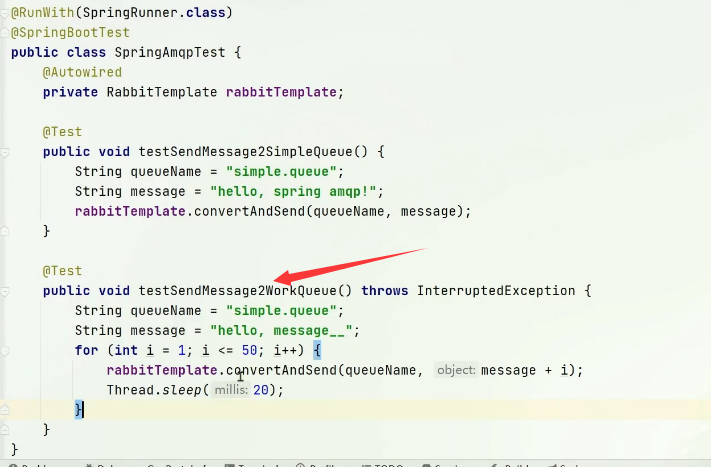 @RunWith(SpringRunner.class)
@SpringBootTest
public class SpringAmqpTest {
@Autowired
private RabbitTemplate rabbitTemplate;
@Test
public void testSendMessage2SimpleQueue() {
String queueName = "simple.queue";
String message = "hello, spring amqp!";
rabbitTemplate.convertAndSend(queueName, message);
}
@Test
public void testSendMessage2WorkQueue() throws InterruptedException {
String queueName = "simple.queue";
String message = "hello, message__";
for (int i = 1; i <= 50; i++) {
rabbitTemplate.convertAndSend(queueName, object: message + i);
Thread.sleep( millis: 20);
}
}
}